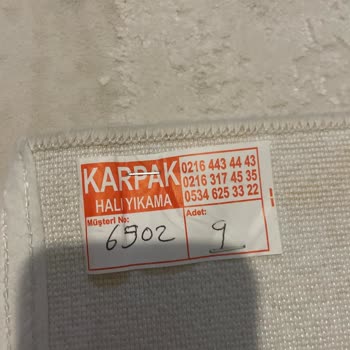 KARPAK
HALI YIKAMA
0216 443 44 43
0216 317 45 35
0534 625 33 22
Müşteri No:
6902
Adet:
9